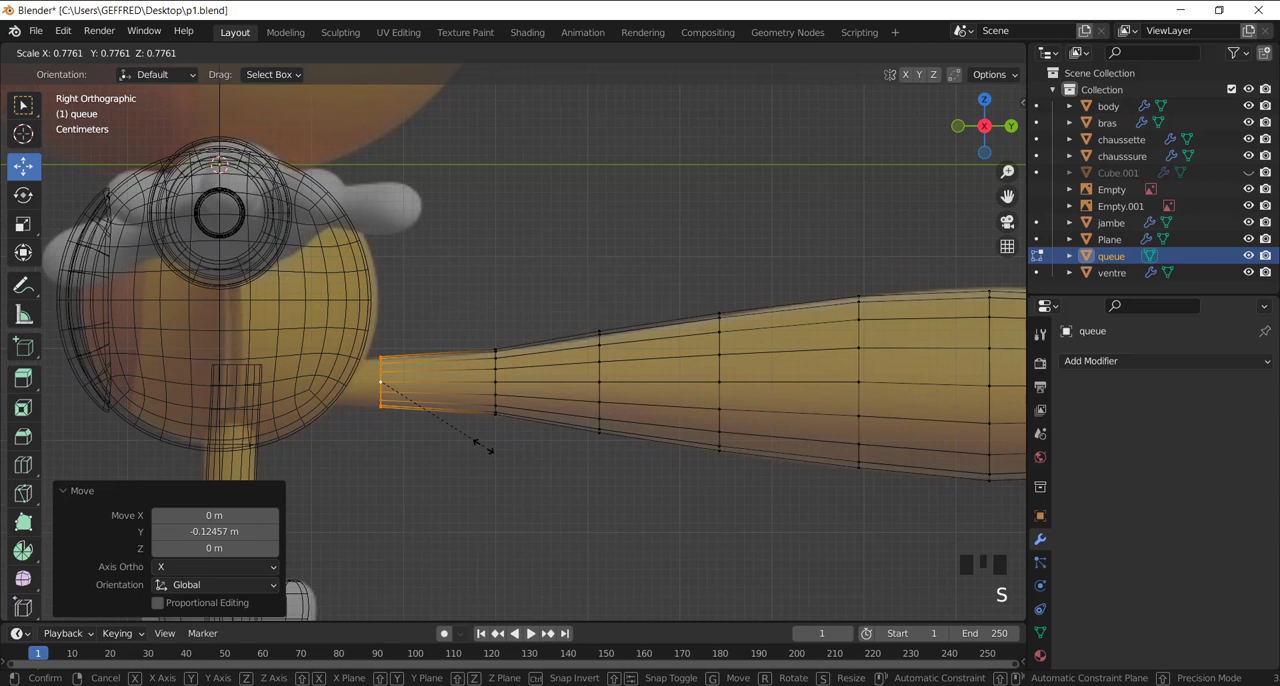 Blender* [C:\Users\GEFFRED\Desktop\p1.blend]
File Edit Render Window Help Layout Modeling Sculpting UV Editing Texture Paint Shading Animation Rendering Compositing Geometry Nodes Scripting + Scene ViewLayer
Scale X: 0.7761 Y: 0.7761 Z: 0.7761
Orientation: Default Drag: Select Box X Y Z Options
Right Orthographic
(1) queue
Centimeters
Z
X
Y
Scene Collection
Collection
body
bras
chaussette
chausssure
Cube.001
Empty
Empty.001
jambe
Plane
queue
ventre
queue
Add Modifier
Move
Move X 0 m
Y -0.12457 m
Z 0 m
Axis Ortho X
Orientation Global
Proportional Editing
S
Playback Keying View Marker 1 Start 1 End 250
1 10 20 30 40 50 60 70 80 90 100 110 120 130 140 150 160 170 180 190 200 210 220 230 240 250
Confirm Cancel X X Axis Y Y Axis Z Z Axis X X Plane Y Y Plane Z Z Plane Ctrl Snap Invert Snap Toggle G Move R Rotate S Resize Automatic Constraint Automatic Constraint Plane Precision Mode